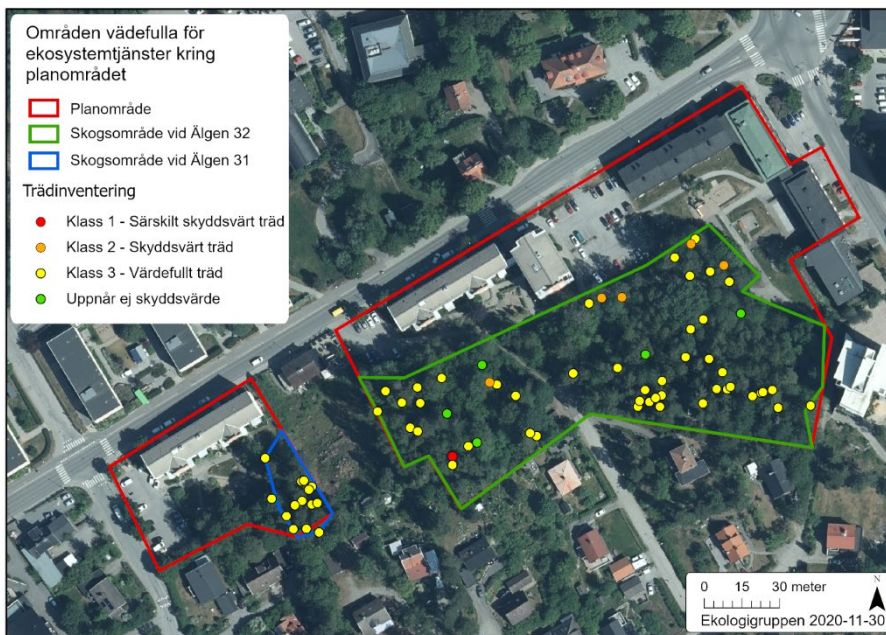 Områden vädefulla för
ekosystemtjänster kring
planområdet
Planområde
Skogsområde vid Älgen 32
Skogsområde vid Älgen 31
Trädinventering
Klass 1 - Särskilt skyddsvärt träd
Klass 2 - Skyddsvärt träd
Klass 3 - Värdefullt träd
Uppnår ej skyddsvärde
N
0 15 30 meter
Ekologigruppen 2020-11-30